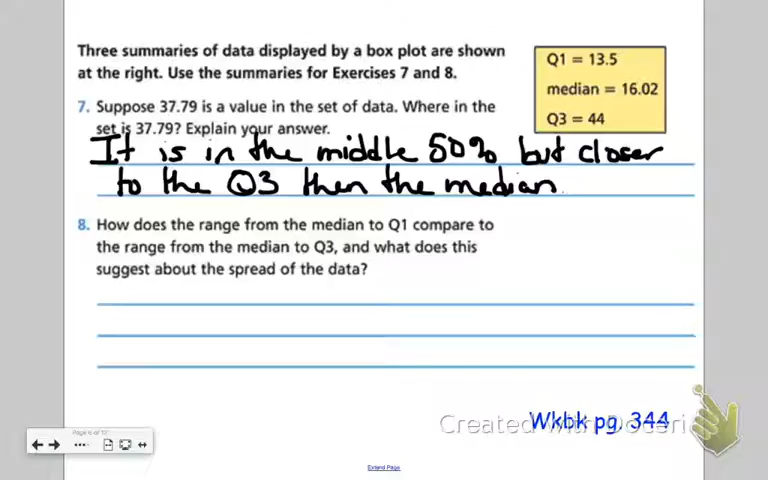 Three summaries of data displayed by a box plot are shown
at the right. Use the summaries for Exercises 7 and 8.
Q1 = 13.5
median = 16.02
Q3 = 44
7. Suppose 37.79 is a value in the set of data. Where in the
set is 37.79? Explain your answer.
It is in the middle 50% but closer
to the Q3 then the median.
8. How does the range from the median to Q1 compare to
the range from the median to Q3, and what does this
suggest about the spread of the data?
Wkbk pg. 344
Created with
Extend Page